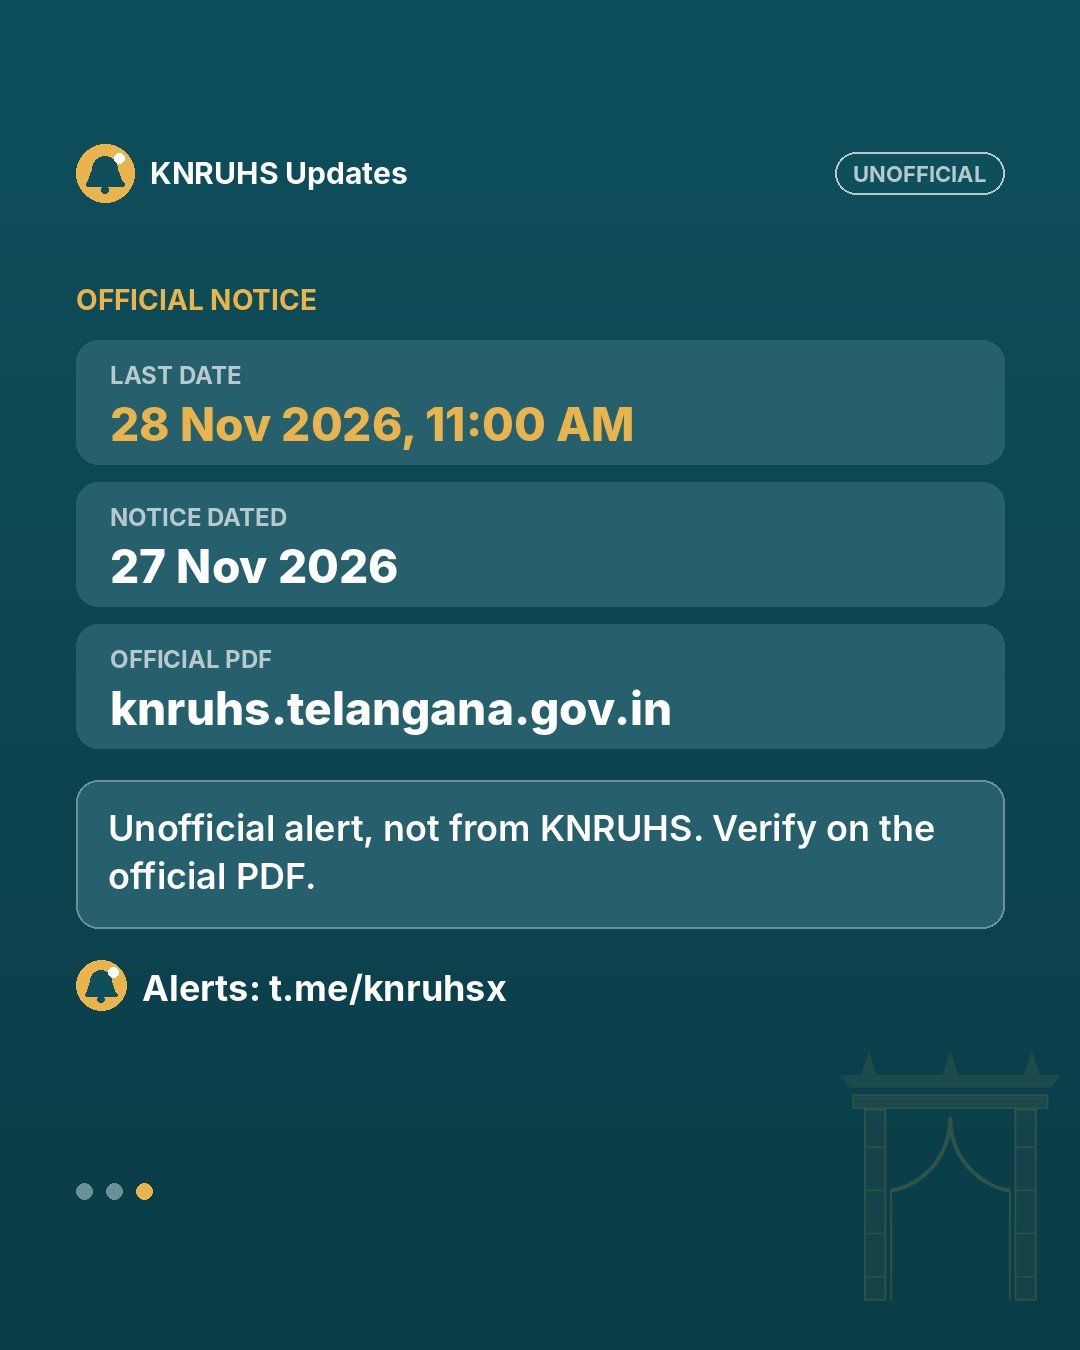 KNRUHS Updates
UNOFFICIAL
OFFICIAL NOTICE
LAST DATE
28 Nov 2026, 11:00 AM
NOTICE DATED
27 Nov 2026
OFFICIAL PDF
knruhs.telangana.gov.in
Unofficial alert, not from KNRUHS. Verify on the
official PDF.
Alerts: t.me/knruhsx